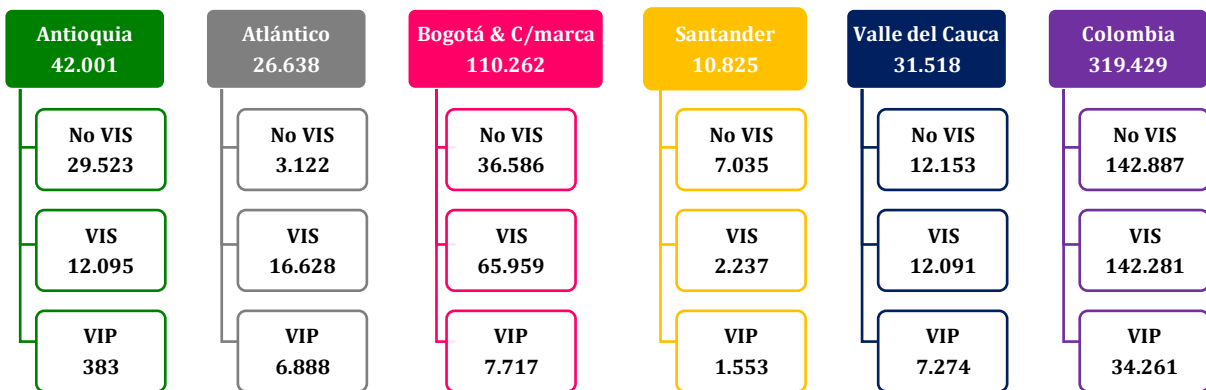 Antioquia
42.001
No VIS
29.523
VIS
12.095
VIP
383
Atlántico
26.638
No VIS
3.122
VIS
16.628
VIP
6.888
Bogotá & C/marca
110.262
No VIS
36.586
VIS
65.959
VIP
7.717
Santander
10.825
No VIS
7.035
VIS
2.237
VIP
1.553
Valle del Cauca
31.518
No VIS
12.153
VIS
12.091
VIP
7.274
Colombia
319.429
No VIS
142.887
VIS
142.281
VIP
34.261